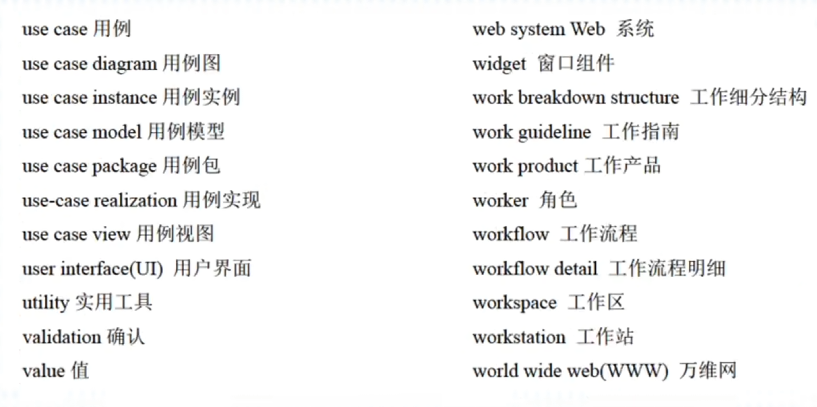 use case 用例
use case diagram 用例图
use case instance 用例实例
use case model 用例模型
use case package 用例包
use-case realization 用例实现
use case view 用例视图
user interface(UI) 用户界面
utility 实用工具
validation 确认
value 值
web system Web 系统
widget 窗口组件
work breakdown structure 工作细分结构
work guideline 工作指南
work product 工作产品
worker 角色
workflow 工作流程
workflow detail 工作流程明细
workspace 工作区
workstation 工作站
world wide web(WWW) 万维网